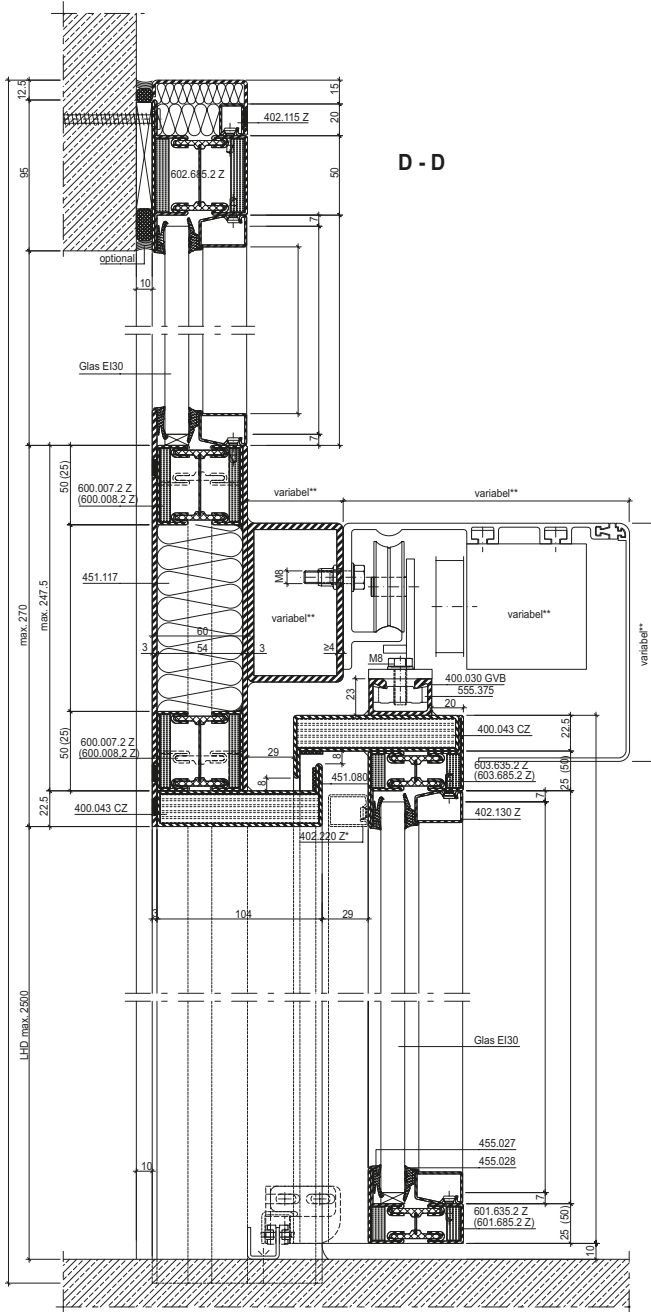 12.5
15
20
402.115 Z
D - D
95
602.685.2 Z
50
7
optional
10
Glas EI30
7
50 (25)
600.007.2 Z
(600.008.2 Z)
variabel**
variabel**
max. 270
max. 247.5
451.117
M8
variabel**
variabel**
variabel**
60
3
54
3
≥4
M8
400.030 GVB
23
555.375
20
400.043 CZ
22.5
50 (25)
600.007.2 Z
(600.008.2 Z)
29
8
8
451.080
603.635.2 Z
(603.685.2 Z)
25 (50)
22.5
400.043 CZ
7
402.130 Z
402.220 Z*
3
104
29
LHD max. 2500
Glas EI30
10
455.027
455.028
7
601.635.2 Z
(601.685.2 Z)
25 (50)
10